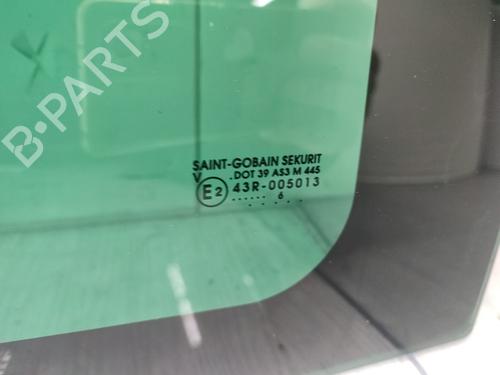 B-PARTS
SAINT-GOBAIN SEKURIT
V .DOT 39 AS3 M 445
E2 43R-005013
...... 6
. . . . .